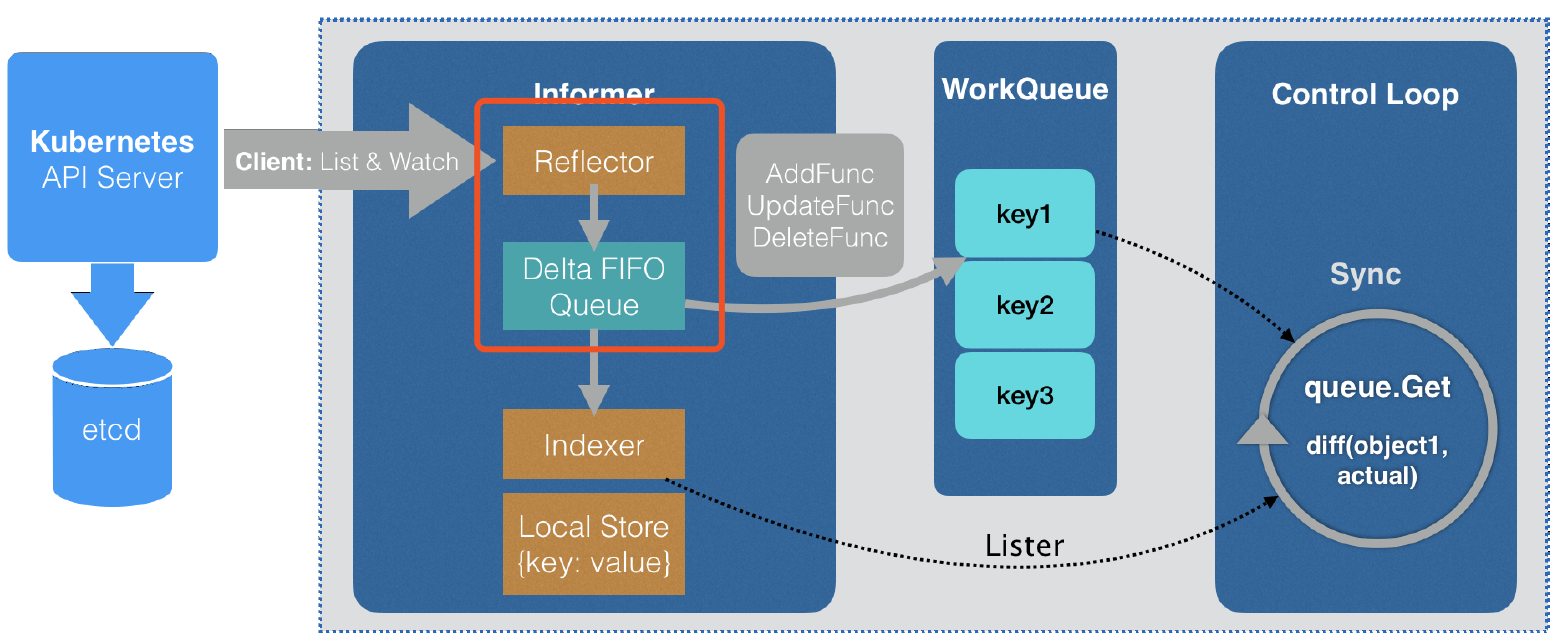 Kubernetes
API Server
etcd
Client: List & Watch
Informer
Reflector
Delta FIFO
Queue
Indexer
Local Store
{key: value}
AddFunc
UpdateFunc
DeleteFunc
WorkQueue
key1
key2
key3
Lister
Control Loop
Sync
queue.Get
diff(object1,
actual)